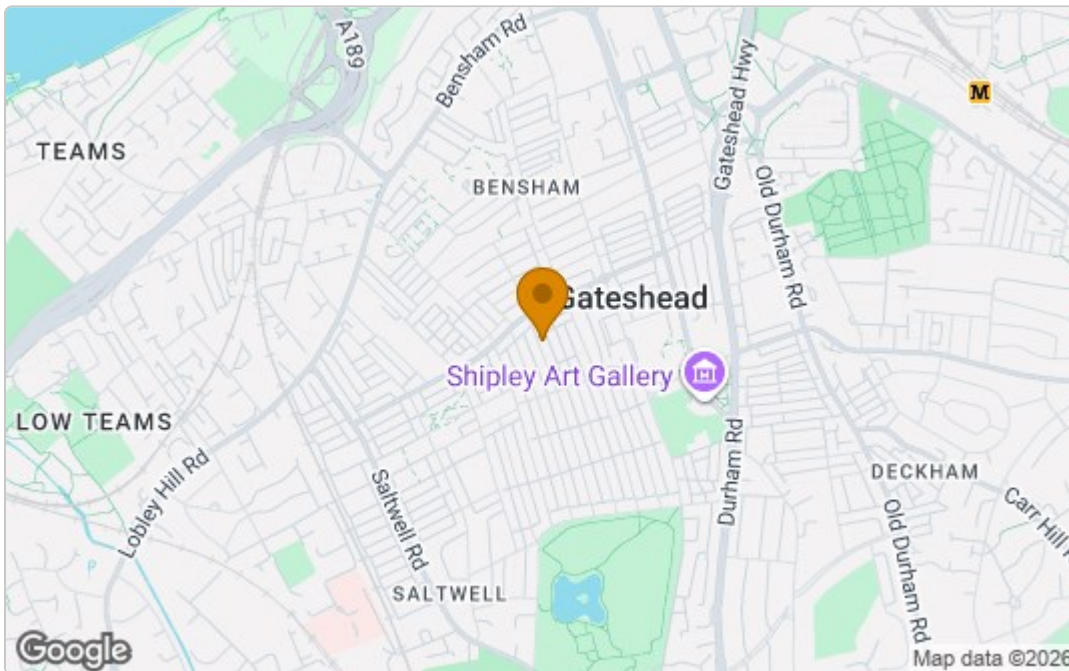 A189
Bensham Rd
Gateshead Hwy
M
TEAMS
BENSHAM
Old Durham Rd
Gateshead
Shipley Art Gallery
LOW TEAMS
Lobley Hill Rd
Saltwell Rd
Durham Rd
DECKHAM
Carr Hill
Old Durham Rd
SALTWELL
Google
Map data ©2026